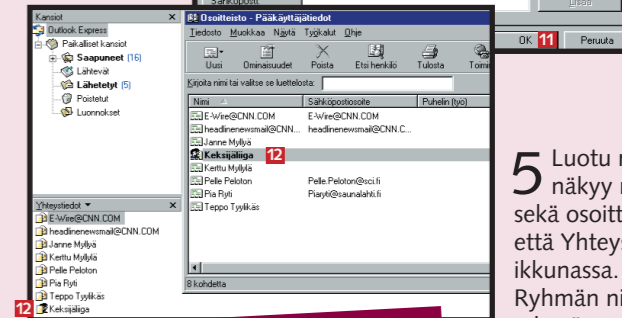 Sähköposti:
Lisää
OK 11 Peruuta
Kansiot
Outlook Express
Paikalliset kansiot
Saapuneet (16)
Lähtevät
Lähetetyt (5)
Poistetut
Luonnokset
Yhteystiedot
E-Wire@CNN.COM
headlinenewsmail@CNN.COM
Janne Myllyä
Kerttu Myllylä
Pelle Peloton
Pia Ryti
Teppo Tyylikäs
12 Keksijäliiga
Osoitteisto - Pääkäyttäjätiedot
Tiedosto Muokkaa Näytä Työkalut Ohje
Uusi Ominaisuudet Poista Etsi henkilö Tulosta
Kirjoita nimi tai valitse se luettelosta:
Nimi Sähköpostiosoite Puhelin (työ)
E-Wire@CNN.COM E-Wire@CNN.COM
headlinenewsmail@CNN... headlinenewsmail@CNN.C...
Janne Myllyä
Keksijäliiga 12
Kerttu Myllylä
Pelle Peloton Pelle.Peloton@sci.fi
Pia Ryti Piaryti@saunalahti.fi
Teppo Tyylikäs
8 kohdetta
5 Luotu
näkyy
sekä osoitt
että Yhteys
ikkunassa.
Ryhmän ni